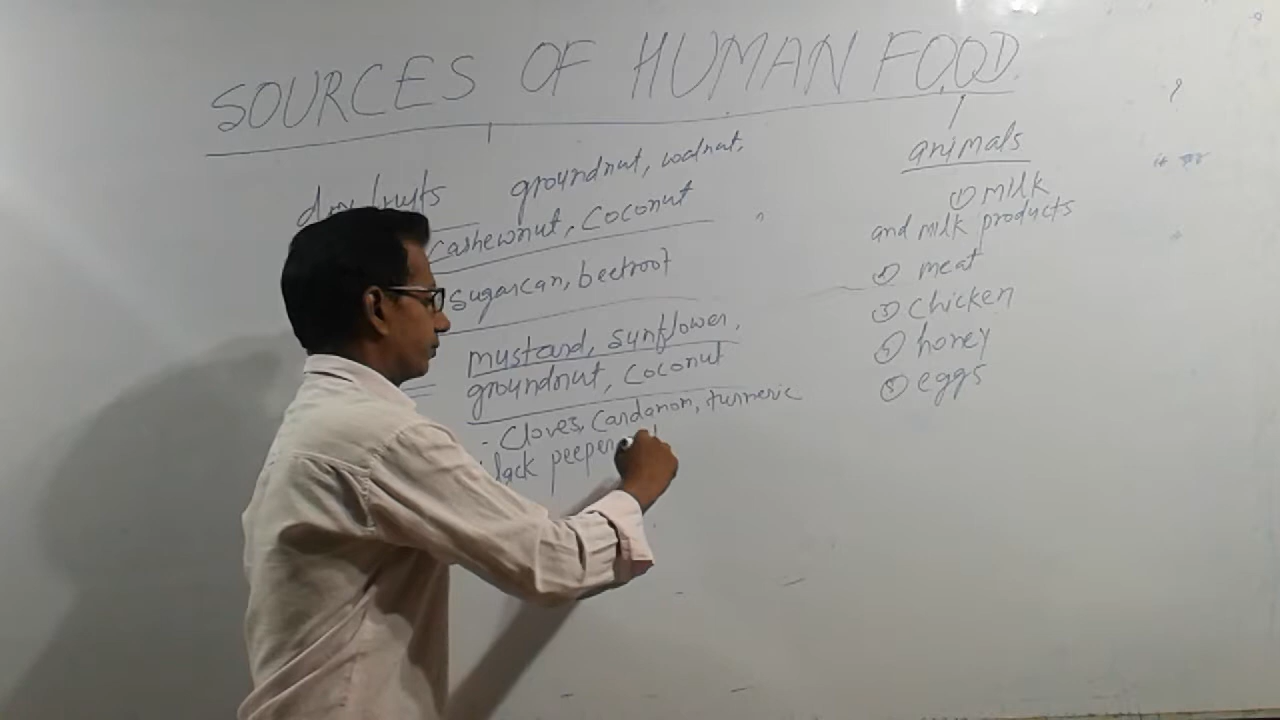 SOURCES OF HUMAN FOOD.
dry fruits groundnut, walnut,
cashewnut, coconut
sugarcan, beetroot
mustard, sunflower,
groundnut, coconut
- Cloves, Cardamom, turmeric
lack peeper
animals
① milk
and milk products
② meat
③ chicken
④ honey
⑤ eggs